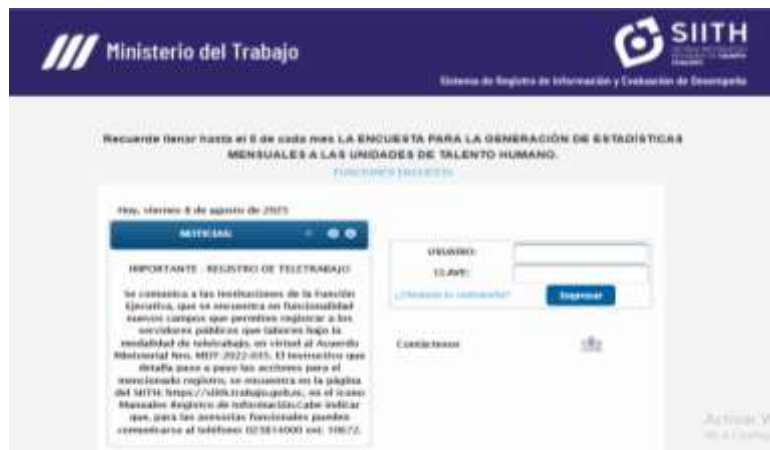 Ministerio del Trabajo
SIITH
Sistema de Registro de Información y Evaluación de Desempeño
Recuerde llenar hasta el 8 de cada mes LA ENCUESTA PARA LA GENERACIÓN DE ESTADÍSTICAS
MENSUALES A LAS UNIDADES DE TALENTO HUMANO.
FUNCIONES ENCUESTA
Hoy, viernes 8 de agosto de 2025
NOTICIAS:
IMPORTANTE - REGISTRO DE TELETRABAJO
Se comunica a las Instituciones de la Función
Ejecutiva, que se encuentra en funcionalidad
nuevos campos que permiten registrar a los
servidores públicos que laboren bajo la
modalidad de teletrabajo, en virtud al Acuerdo
Ministerial Nro. MDT-2022-035. El instructivo que
detalla paso a paso las acciones para el
mencionado registro, se encuentra en la página
del SIITH: https://siith.trabajo.gob.ec, en el icono
Manuales Registro de Información.Cabe indicar
que, para las asesorías funcionales pueden
comunicarse al teléfono 023814000 ext. 10672.
USUARIO:
CLAVE:
¿Olvidaste tu contraseña?
Ingresar
Contáctenos
Activar